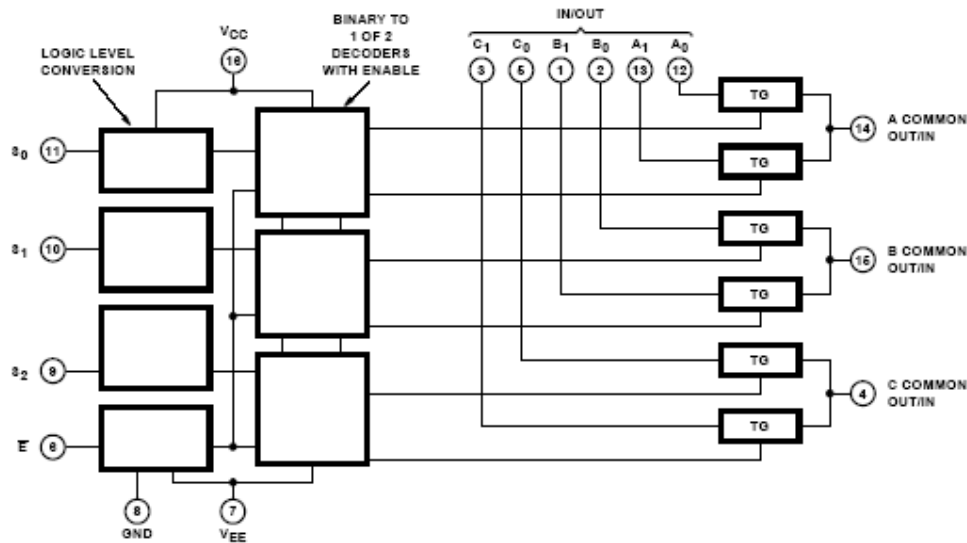 IN/OUT
BINARY TO
1 OF 2
DECODERS
WITH ENABLE
VCC
16
LOGIC LEVEL
CONVERSION
C1 C0 B1 B0 A1 A0
3 5 1 2 13 12
TG
S0 11
14 A COMMON
OUT/IN
TG
S1 10
TG
15 B COMMON
OUT/IN
TG
S2 9
TG
4 C COMMON
OUT/IN
TG
E̅ 6
8 7
GND VEE